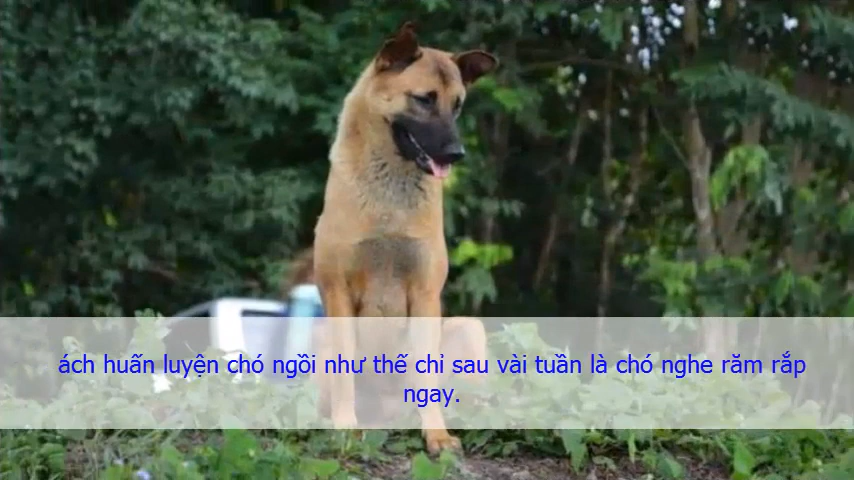 ách huấn luyện chó ngồi như thế chỉ sau vài tuần là chó nghe răm rắp
ngay.